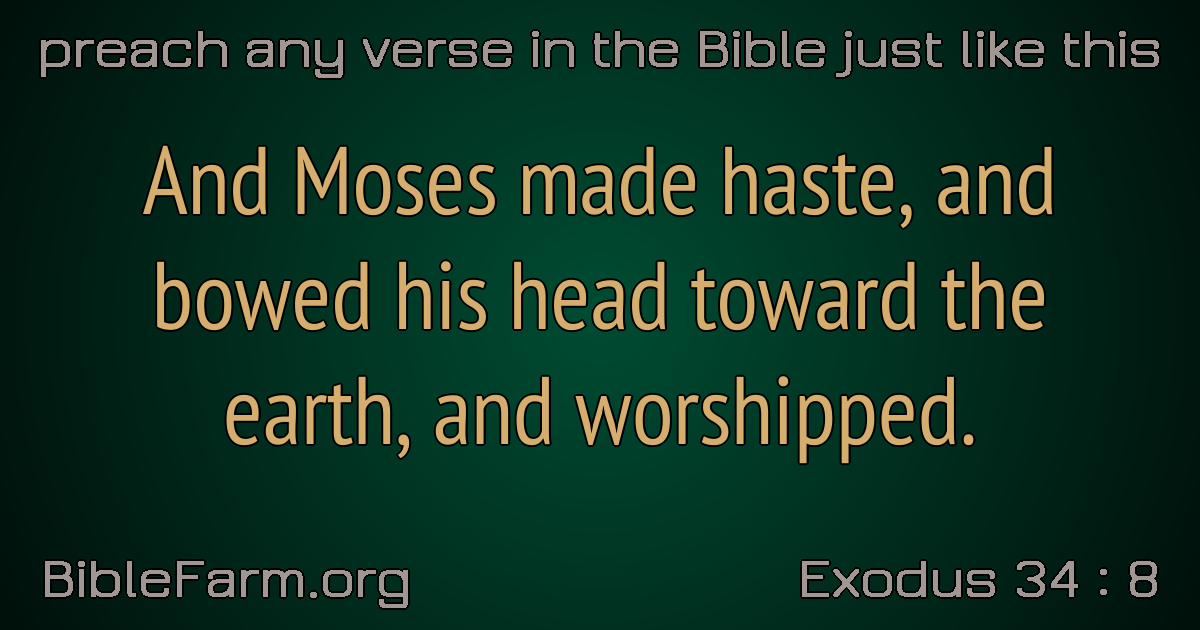 preach any verse in the Bible just like this
And Moses made haste, and
bowed his head toward the
earth, and worshipped.
BibleFarm.org
Exodus 34 : 8